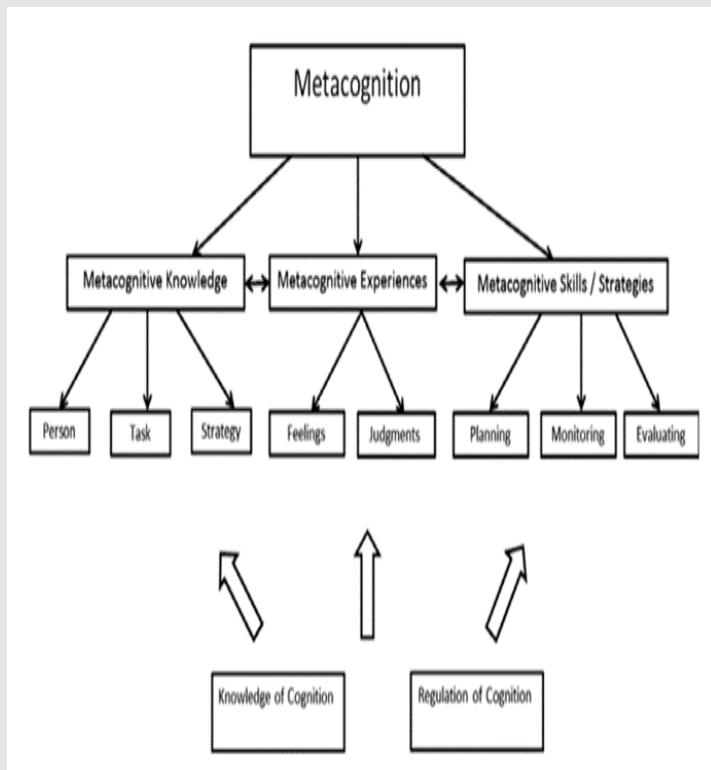 Metacognition
Metacognitive Knowledge
Metacognitive Experiences
Metacognitive Skills / Strategies
Person
Task
Strategy
Feelings
Judgments
Planning
Monitoring
Evaluating
Knowledge of Cognition
Regulation of Cognition